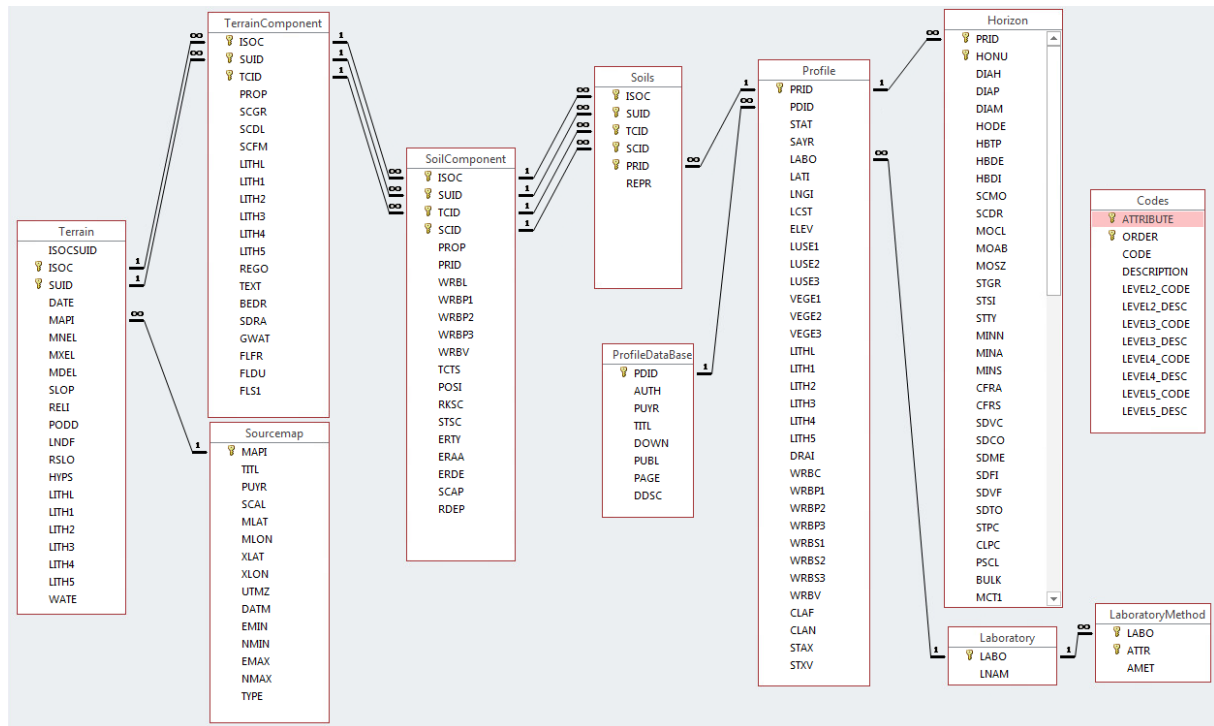 TerrainComponent
ISOC
SUID
TCID
PROP
SCGR
SCDL
SCFM
LITHL
LITH1
LITH2
LITH3
LITH4
LITH5
REGO
TEXT
BEDR
SDRA
GWAT
FLFR
FLDU
FLS1
Terrain
ISOCSUID
ISOC
SUID
DATE
MAPI
MNEL
MXEL
MDEL
SLOP
RELI
PODD
LNDF
RSLO
HYPS
LITHL
LITH1
LITH2
LITH3
LITH4
LITH5
WATE
Sourcemap
MAPI
TITL
PUYR
SCAL
MLAT
MLON
XLAT
XLON
UTMZ
DATM
EMIN
NMIN
EMAX
NMAX
TYPE
SoilComponent
ISOC
SUID
TCID
SCID
PROP
PRID
WRBL
WRBP1
WRBP2
WRBP3
WRBV
TCTS
POSI
RKSC
STSC
ERTY
ERAA
ERDE
SCAP
RDEP
Soils
ISOC
SUID
TCID
SCID
PRID
REPR
ProfileDataBase
PDID
AUTH
PUYR
TITL
DOWN
PUBL
PAGE
DDSC
Profile
PRID
PDID
STAT
SAYR
LABO
LATI
LNGI
LCST
ELEV
LUSE1
LUSE2
LUSE3
VEGE1
VEGE2
VEGE3
LITHL
LITH1
LITH2
LITH3
LITH4
LITH5
DRAI
WRBC
WRBP1
WRBP2
WRBP3
WRBS1
WRBS2
WRBS3
WRBV
CLAF
CLAN
STAX
STXV
Horizon
PRID
HONU
DIAH
DIAP
DIAM
HODE
HBTP
HBDE
HBDI
SCMO
SCDR
MOCL
MOAB
MOSZ
STGR
STSI
STTY
MINN
MINA
MINS
CFRA
CFRS
SDVC
SDCO
SDME
SDFI
SDVF
SDTO
STPC
CLPC
PSCL
BULK
MCT1
Laboratory
LABO
LNAM
Codes
ATTRIBUTE
ORDER
CODE
DESCRIPTION
LEVEL2_CODE
LEVEL2_DESC
LEVEL3_CODE
LEVEL3_DESC
LEVEL4_CODE
LEVEL4_DESC
LEVEL5_CODE
LEVEL5_DESC
LaboratoryMethod
LABO
ATTR
AMET